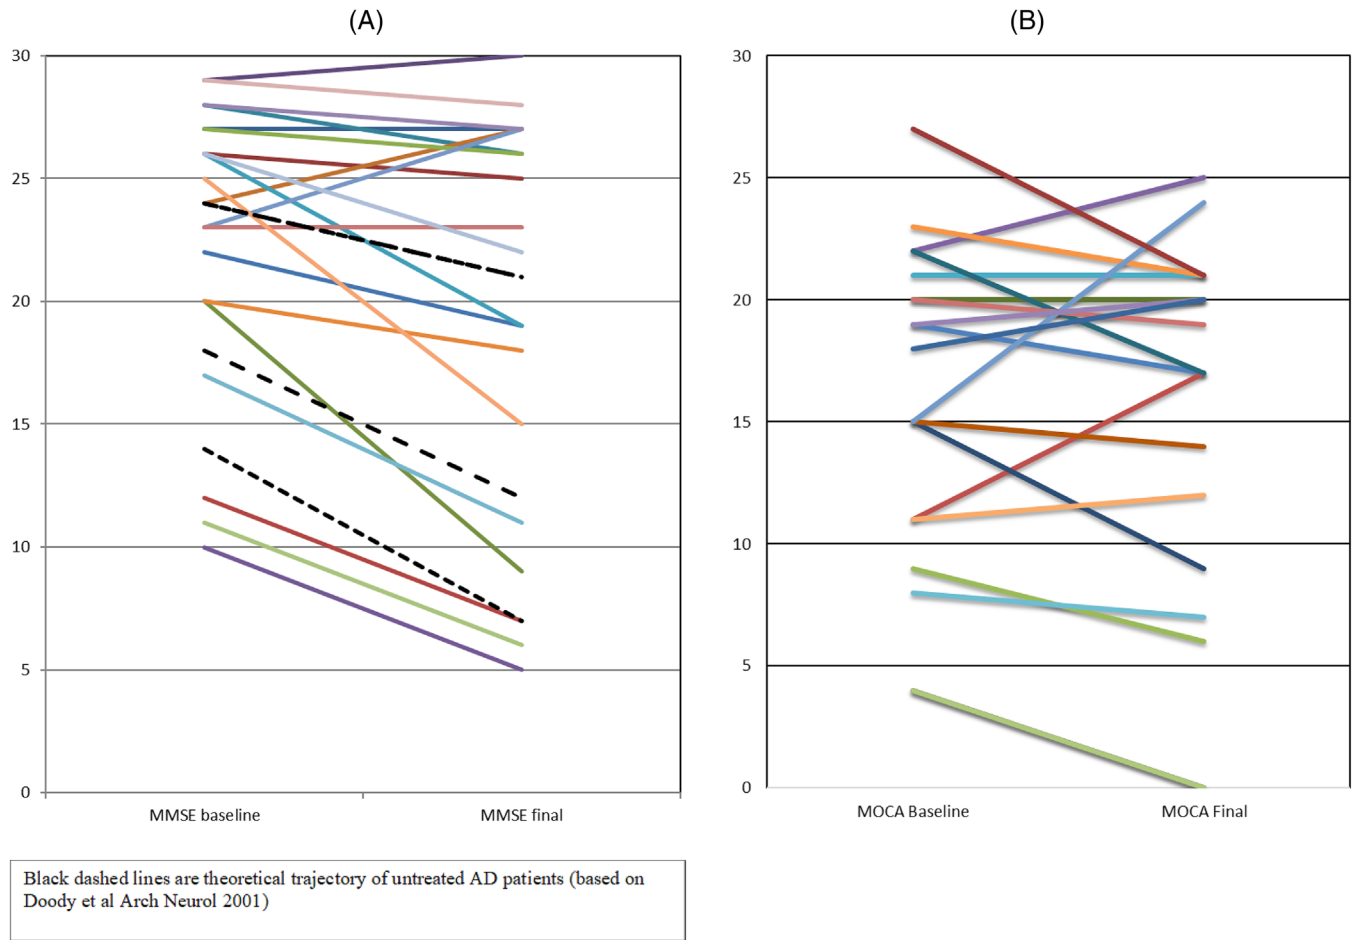 (A)
30
25
20
15
10
5
0
MMSE baseline
MMSE final
Black dashed lines are theoretical trajectory of untreated AD patients (based on
Doody et al Arch Neurol 2001)
(B)
30
25
20
15
10
5
0
MOCA Baseline
MOCA Final